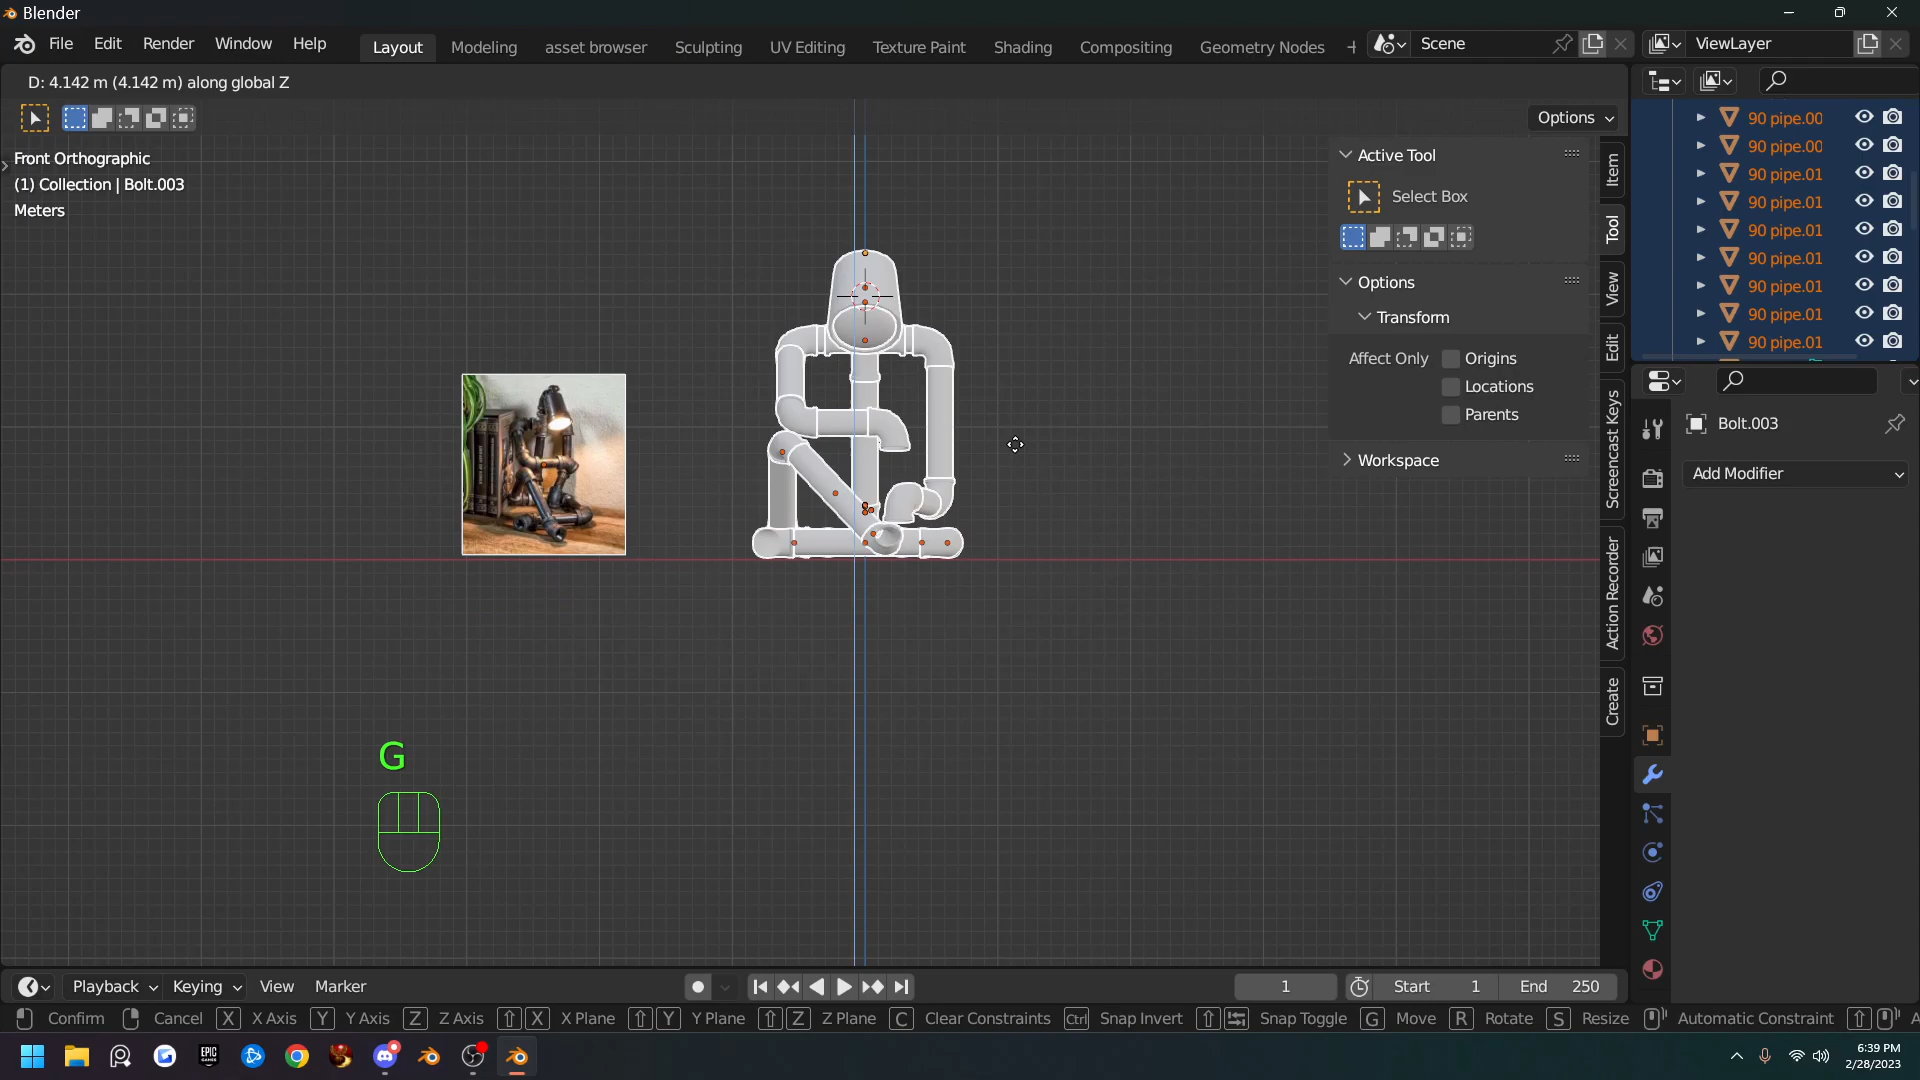 Blender
File Edit Render Window Help Layout Modeling asset browser Sculpting UV Editing Texture Paint Shading Compositing Geometry Nodes + Scene ViewLayer
D: 4.142 m (4.142 m) along global Z
Options
Front Orthographic
(1) Collection | Bolt.003
Meters
Active Tool
Select Box
Options
Transform
Affect Only Origins
Locations
Parents
Workspace
Item
Tool
View
Edit
Screencast Keys
Action Recorder
Create
90 pipe.00
90 pipe.00
90 pipe.01
90 pipe.01
90 pipe.01
90 pipe.01
90 pipe.01
90 pipe.01
90 pipe.01
Bolt.003
Add Modifier
G
Playback Keying View Marker 1 Start 1 End 250
Confirm Cancel X X Axis Y Y Axis Z Z Axis X X Plane Y Y Plane Z Z Plane C Clear Constraints Ctrl Snap Invert Snap Toggle G Move R Rotate S Resize Automatic Constraint A
EPIC GAMES
6:39 PM
2/28/2023